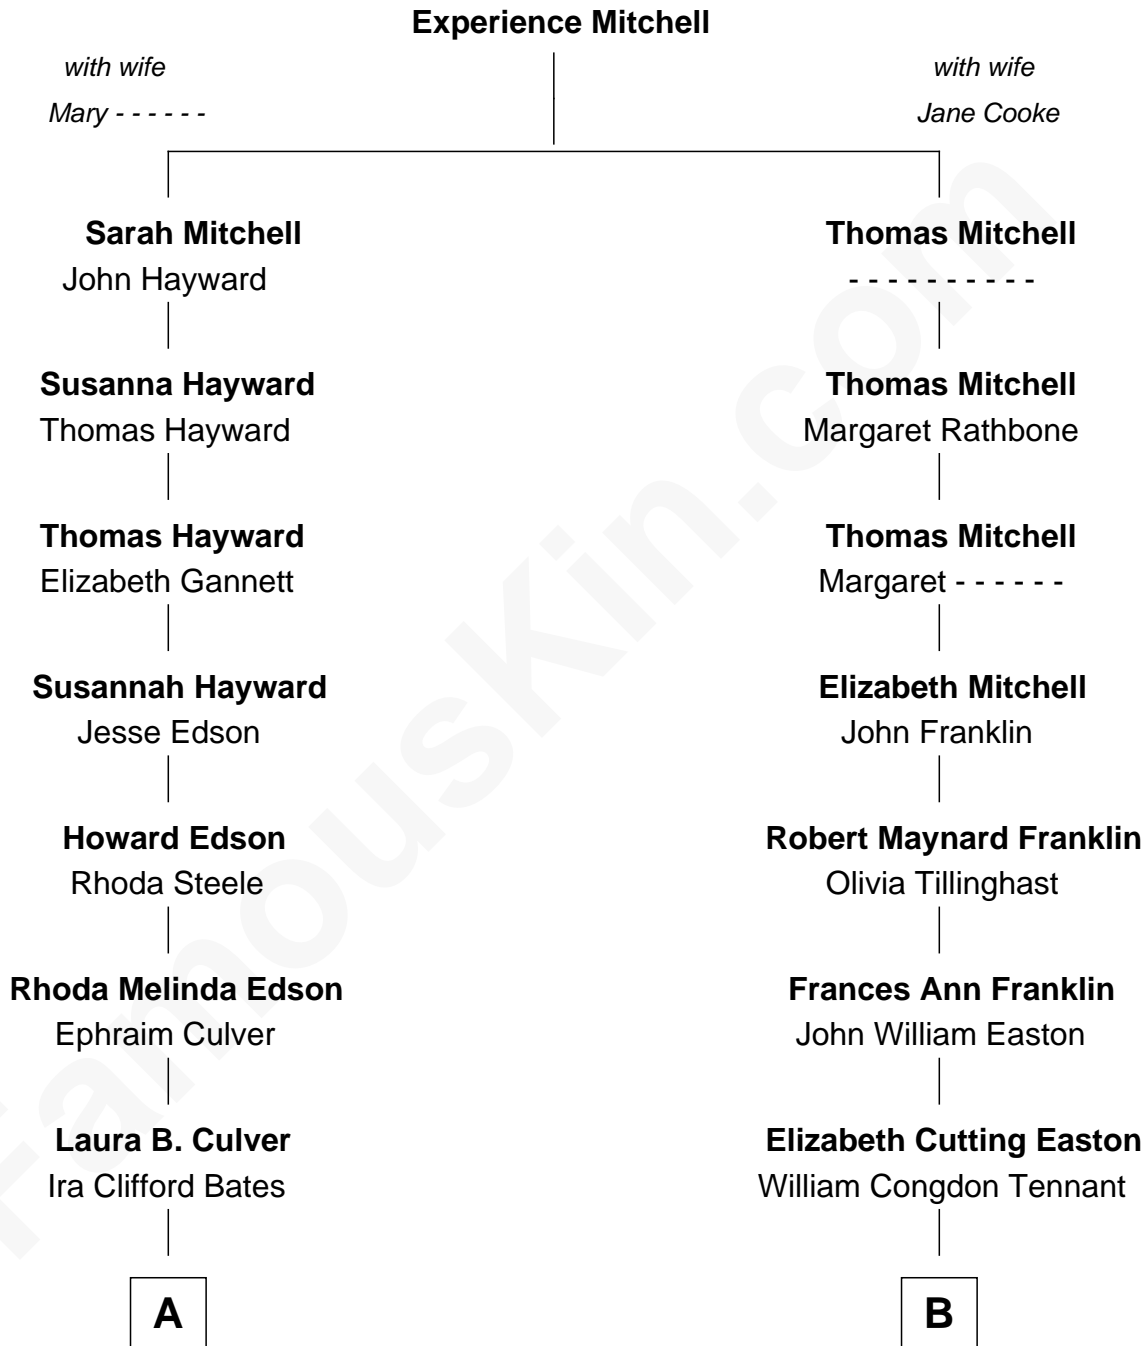 Experience Mitchell
with wife
Mary - - - - - -
with wife
Jane Cooke
Sarah Mitchell
John Hayward
Thomas Mitchell
- - - - - - - - - -
Susanna Hayward
Thomas Hayward
Thomas Mitchell
Margaret Rathbone
Thomas Hayward
Elizabeth Gannett
Thomas Mitchell
Margaret - - - - - -
Susannah Hayward
Jesse Edson
Elizabeth Mitchell
John Franklin
Howard Edson
Rhoda Steele
Robert Maynard Franklin
Olivia Tillinghast
Rhoda Melinda Edson
Ephraim Culver
Frances Ann Franklin
John William Easton
Laura B. Culver
Ira Clifford Bates
Elizabeth Cutting Easton
William Congdon Tennant
A
B
FamousKin.com